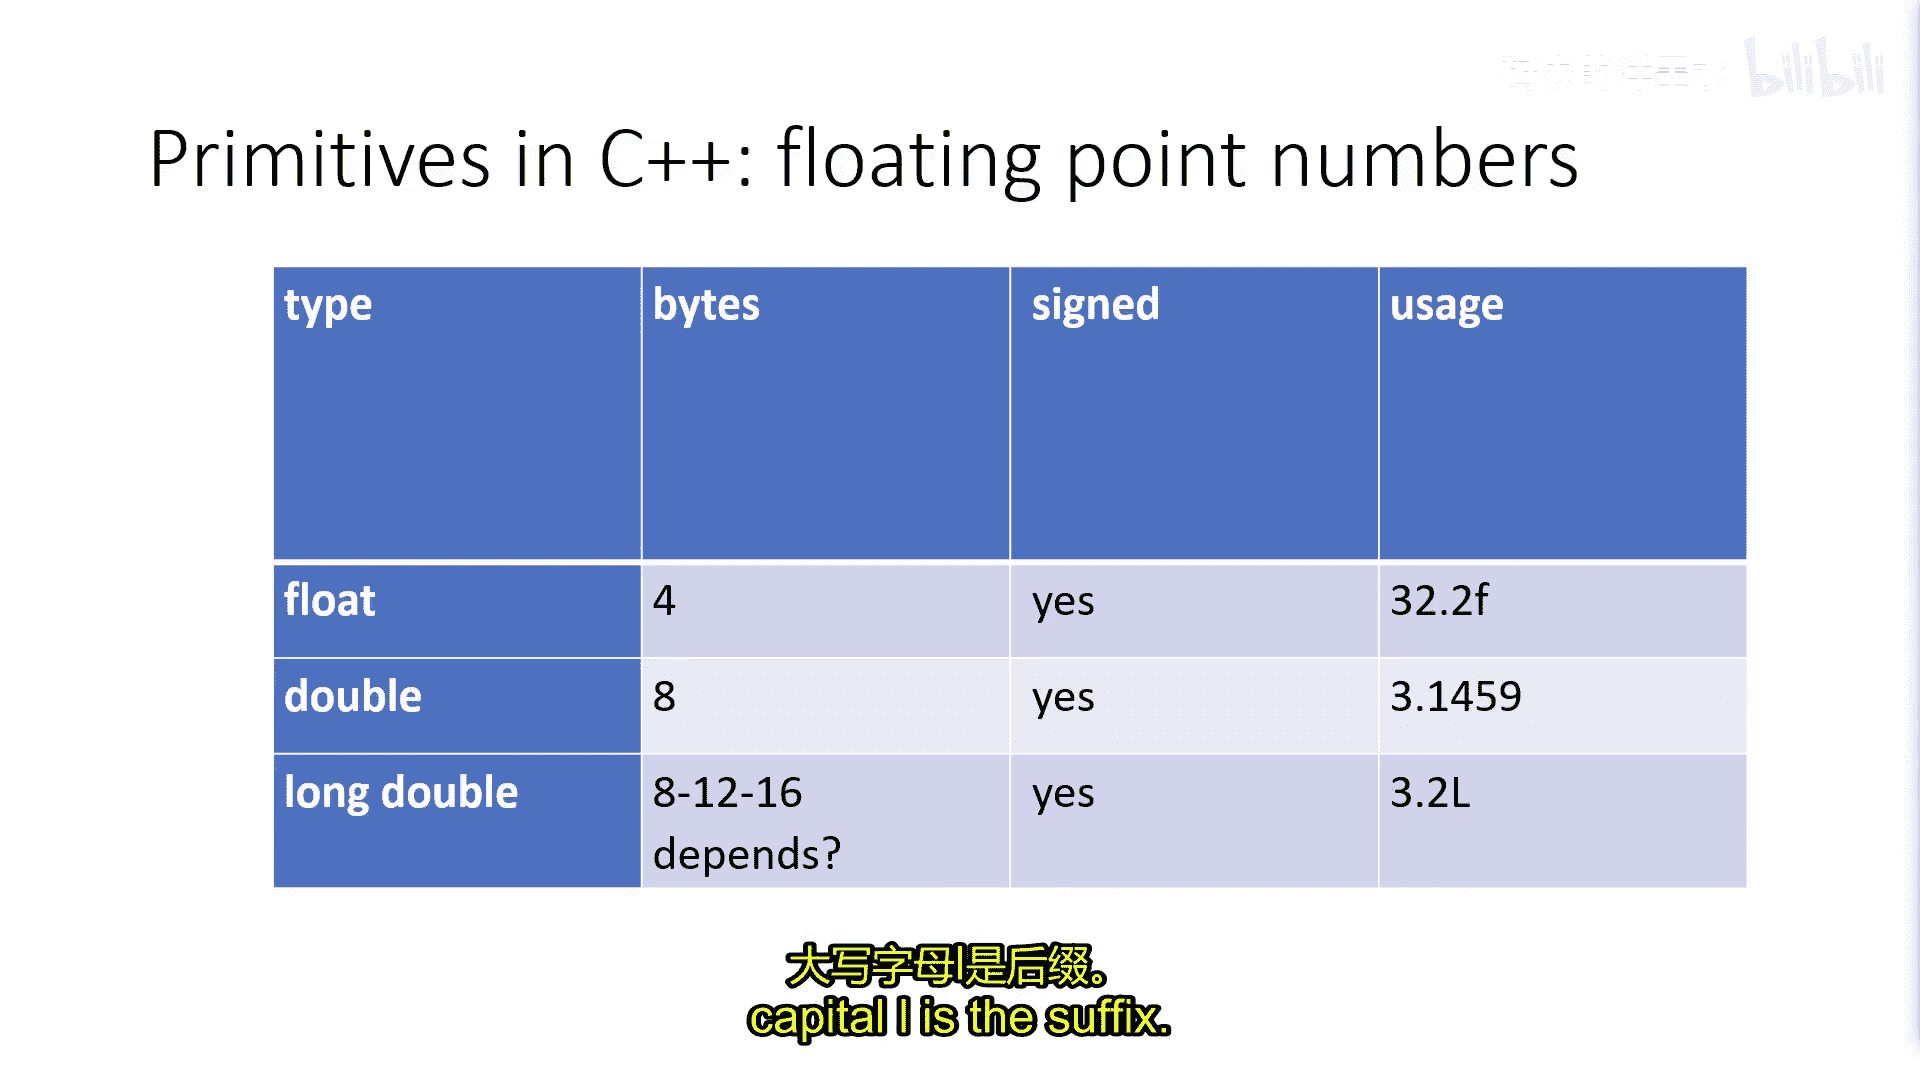 bilibili
Primitives in C++: floating point numbers
type bytes signed usage
float 4 yes 32.2f
double 8 yes 3.1459
long double 8-12-16 yes 3.2L
depends?
大写字母l是后缀。
capital l is the suffix.